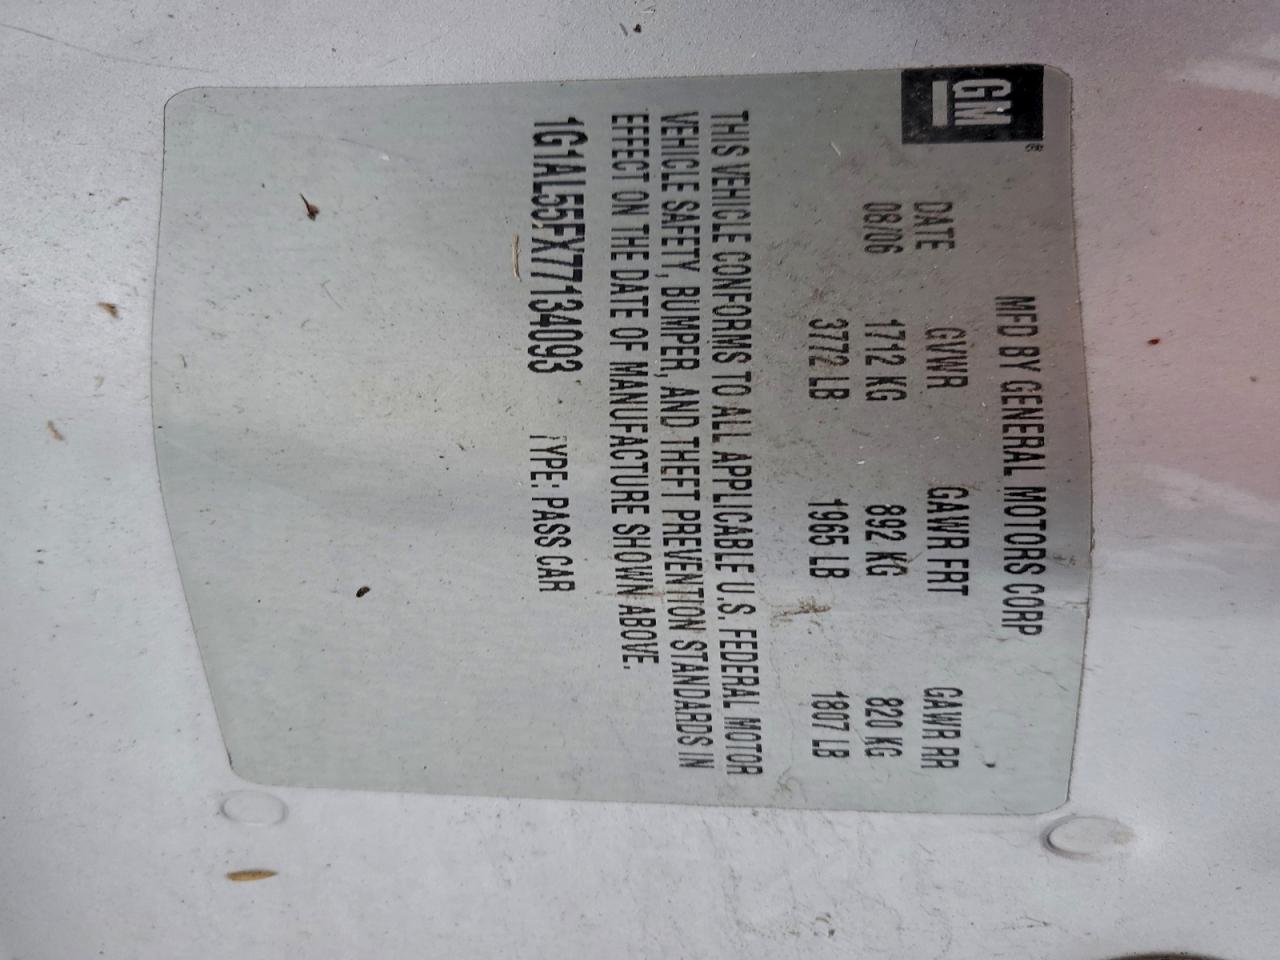 GM®
MFD BY GENERAL MOTORS CORP
DATE GVWR GAWR FRT GAWR RR
08/06 1712 KG 892 KG 820 KG
3772 LB 1965 LB 1807 LB
THIS VEHICLE CONFORMS TO ALL APPLICABLE U.S. FEDERAL MOTOR
VEHICLE SAFETY, BUMPER, AND THEFT PREVENTION STANDARDS IN
EFFECT ON THE DATE OF MANUFACTURE SHOWN ABOVE.
1G1AL55FX77134093 TYPE: PASS CAR